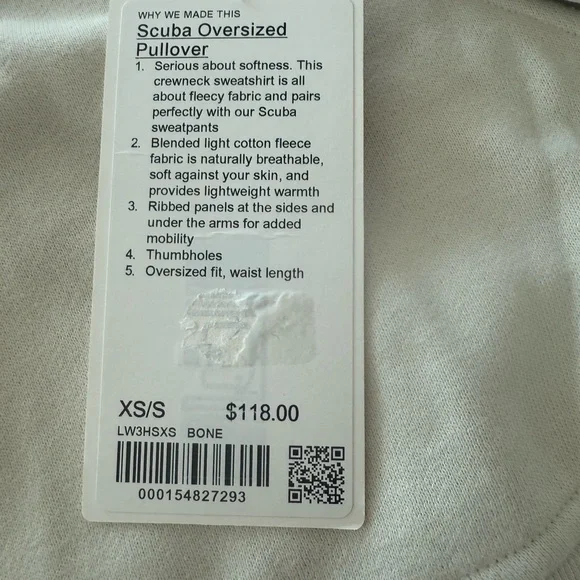 WHY WE MADE THIS
Scuba Oversized
Pullover
1. Serious about softness. This
crewneck sweatshirt is all
about fleecy fabric and pairs
perfectly with our Scuba
sweatpants
2. Blended light cotton fleece
fabric is naturally breathable,
soft against your skin, and
provides lightweight warmth
3. Ribbed panels at the sides and
under the arms for added
mobility
4. Thumbholes
5. Oversized fit, waist length
XS/S $118.00
LW3HSXS BONE
000154827293